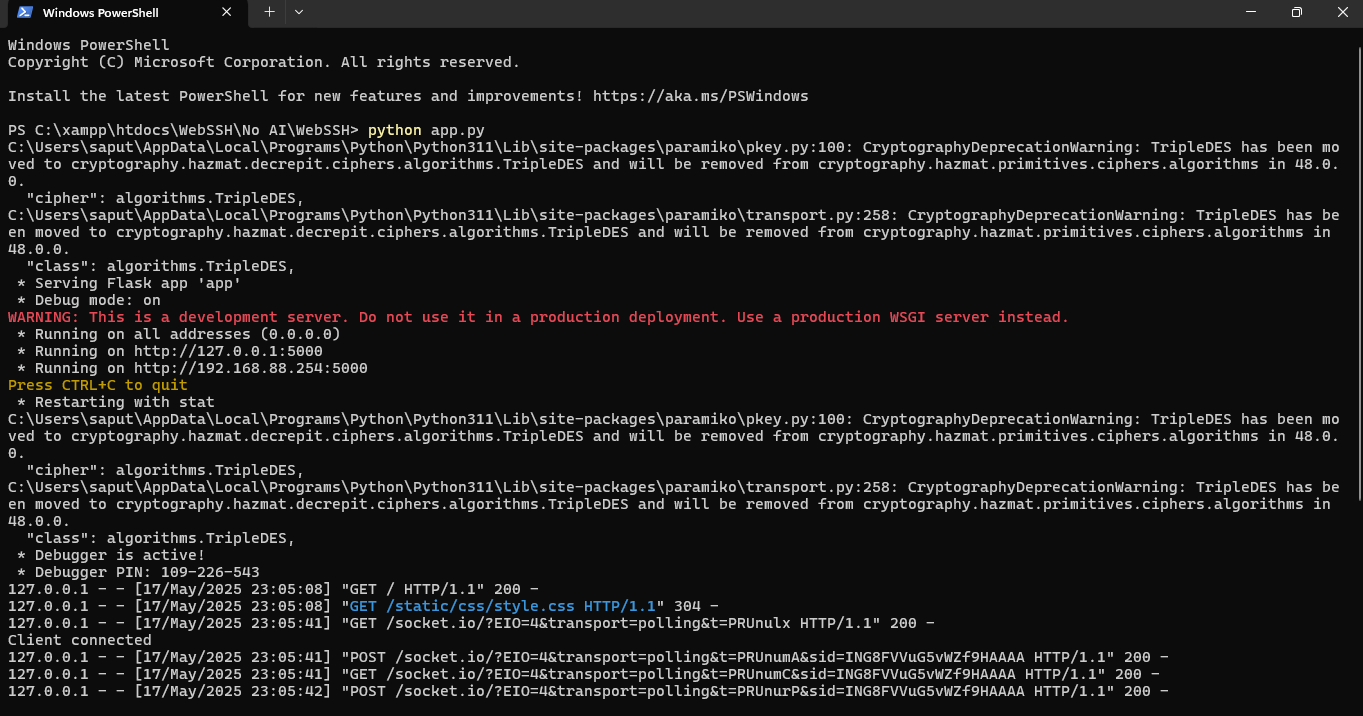 Windows PowerShell
Windows PowerShell
Copyright (C) Microsoft Corporation. All rights reserved.
Install the latest PowerShell for new features and improvements! https://aka.ms/PSWindows
PS C:\xampp\htdocs\WebSSH\No AI\WebSSH> python app.py
C:\Users\saput\AppData\Local\Programs\Python\Python311\Lib\site-packages\paramiko\pkey.py:100: CryptographyDeprecationWarning: TripleDES has been mo
ved to cryptography.hazmat.decrepit.ciphers.algorithms.TripleDES and will be removed from cryptography.hazmat.primitives.ciphers.algorithms in 48.0.
0.
  "cipher": algorithms.TripleDES,
C:\Users\saput\AppData\Local\Programs\Python\Python311\Lib\site-packages\paramiko\transport.py:258: CryptographyDeprecationWarning: TripleDES has be
en moved to cryptography.hazmat.decrepit.ciphers.algorithms.TripleDES and will be removed from cryptography.hazmat.primitives.ciphers.algorithms in
48.0.0.
  "class": algorithms.TripleDES,
 * Serving Flask app 'app'
 * Debug mode: on
WARNING: This is a development server. Do not use it in a production deployment. Use a production WSGI server instead.
 * Running on all addresses (0.0.0.0)
 * Running on http://127.0.0.1:5000
 * Running on http://192.168.88.254:5000
Press CTRL+C to quit
 * Restarting with stat
C:\Users\saput\AppData\Local\Programs\Python\Python311\Lib\site-packages\paramiko\pkey.py:100: CryptographyDeprecationWarning: TripleDES has been mo
ved to cryptography.hazmat.decrepit.ciphers.algorithms.TripleDES and will be removed from cryptography.hazmat.primitives.ciphers.algorithms in 48.0.
0.
  "cipher": algorithms.TripleDES,
C:\Users\saput\AppData\Local\Programs\Python\Python311\Lib\site-packages\paramiko\transport.py:258: CryptographyDeprecationWarning: TripleDES has be
en moved to cryptography.hazmat.decrepit.ciphers.algorithms.TripleDES and will be removed from cryptography.hazmat.primitives.ciphers.algorithms in
48.0.0.
  "class": algorithms.TripleDES,
 * Debugger is active!
 * Debugger PIN: 109-226-543
127.0.0.1 - - [17/May/2025 23:05:08] "GET / HTTP/1.1" 200 -
127.0.0.1 - - [17/May/2025 23:05:08] "GET /static/css/style.css HTTP/1.1" 304 -
127.0.0.1 - - [17/May/2025 23:05:41] "GET /socket.io/?EIO=4&transport=polling&t=PRUnulx HTTP/1.1" 200 -
Client connected
127.0.0.1 - - [17/May/2025 23:05:41] "POST /socket.io/?EIO=4&transport=polling&t=PRUnumA&sid=ING8FVVuG5vWZf9HAAAA HTTP/1.1" 200 -
127.0.0.1 - - [17/May/2025 23:05:41] "GET /socket.io/?EIO=4&transport=polling&t=PRUnumC&sid=ING8FVVuG5vWZf9HAAAA HTTP/1.1" 200 -
127.0.0.1 - - [17/May/2025 23:05:42] "POST /socket.io/?EIO=4&transport=polling&t=PRUnurP&sid=ING8FVVuG5vWZf9HAAAA HTTP/1.1" 200 -